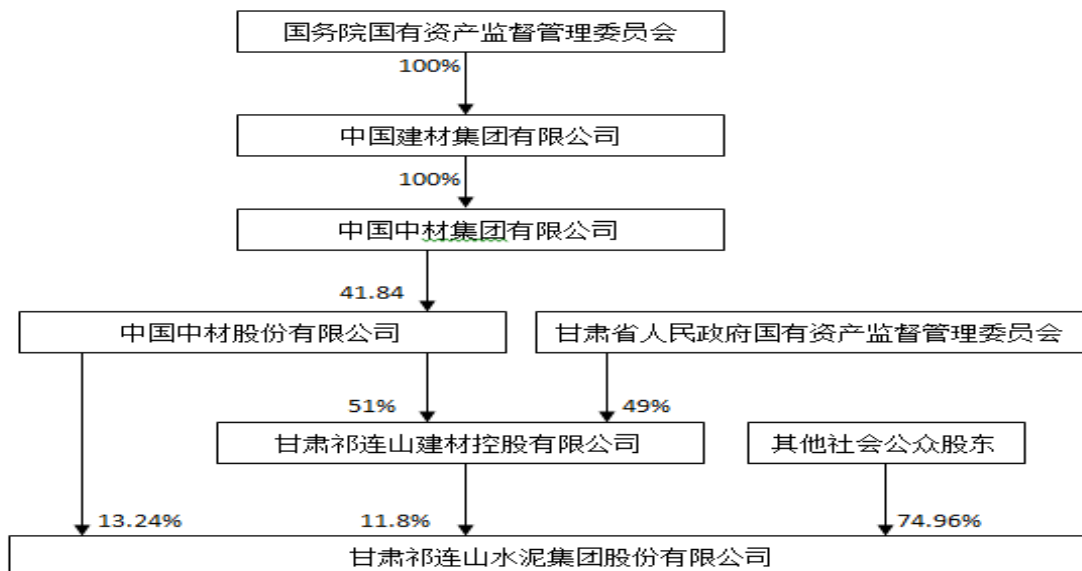 国务院国有资产监督管理委员会
100%
中国建材集团有限公司
100%
中国中材集团有限公司
41.84
中国中材股份有限公司
甘肃省人民政府国有资产监督管理委员会
51%
49%
甘肃祁连山建材控股有限公司
其他社会公众股东
13.24%
11.8%
74.96%
甘肃祁连山水泥集团股份有限公司